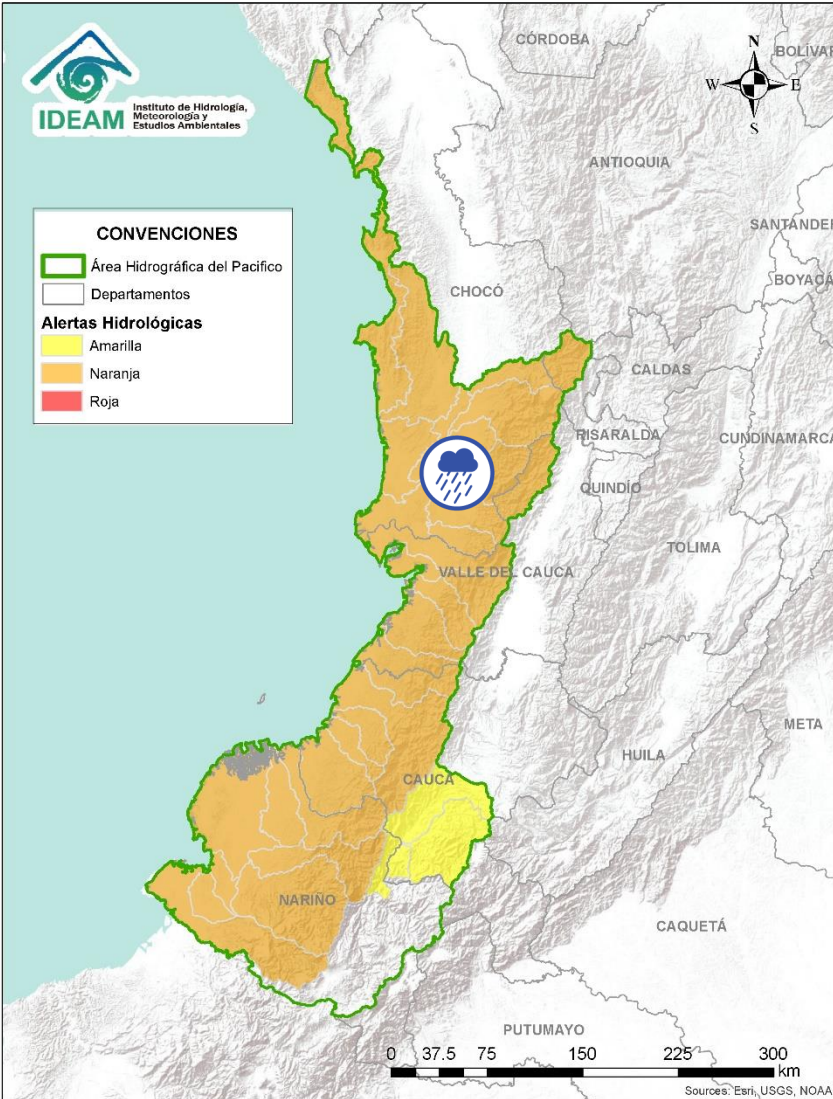 IDEAM
Instituto de Hidrología,
Meteorología y
Estudios Ambientales
N
W
E
S
CÓRDOBA
BOLÍVAR
ANTIOQUIA
SANTANDER
BOYACÁ
CONVENCIONES
Área Hidrográfica del Pacifico
Departamentos
Alertas Hidrológicas
Amarilla
Naranja
Roja
CHOCÓ
CALDAS
RISARALDA
CUNDINAMARCA
QUINDÍO
TOLIMA
VALLE DEL CAUCA
META
HUILA
CAUCA
NARIÑO
CAQUETÁ
PUTUMAYO
0 37.5 75 150 225 300
km
Sources: Esri, USGS, NOAA